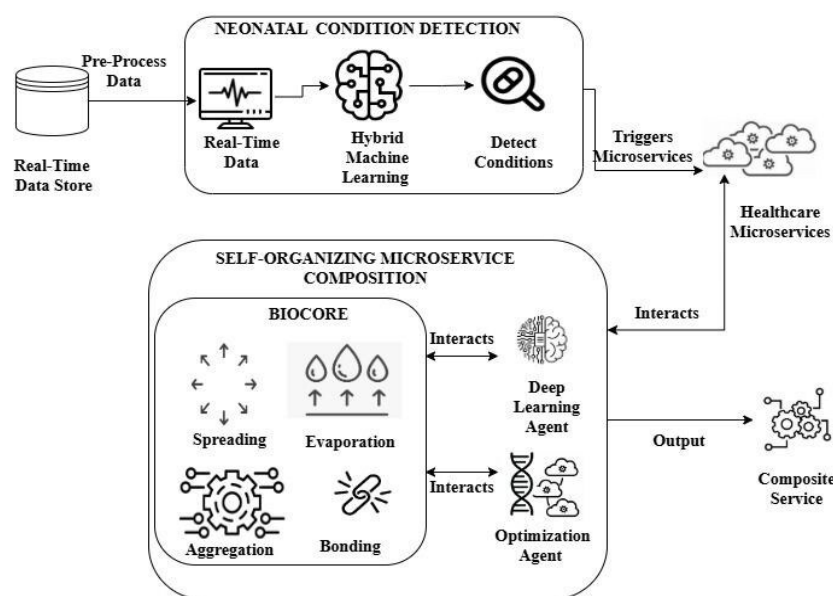 NEONATAL CONDITION DETECTION
Pre-Process
Data
Real-Time
Data Store
Real-Time
Data
Hybrid
Machine
Learning
Detect
Conditions
Triggers
Microservices
Healthcare
Microservices
SELF-ORGANIZING MICROSERVICE
COMPOSITION
BIOCORE
Interacts
Interacts
Spreading
Evaporation
Deep
Learning
Agent
Output
Composite
Service
Interacts
Aggregation
Bonding
Optimization
Agent